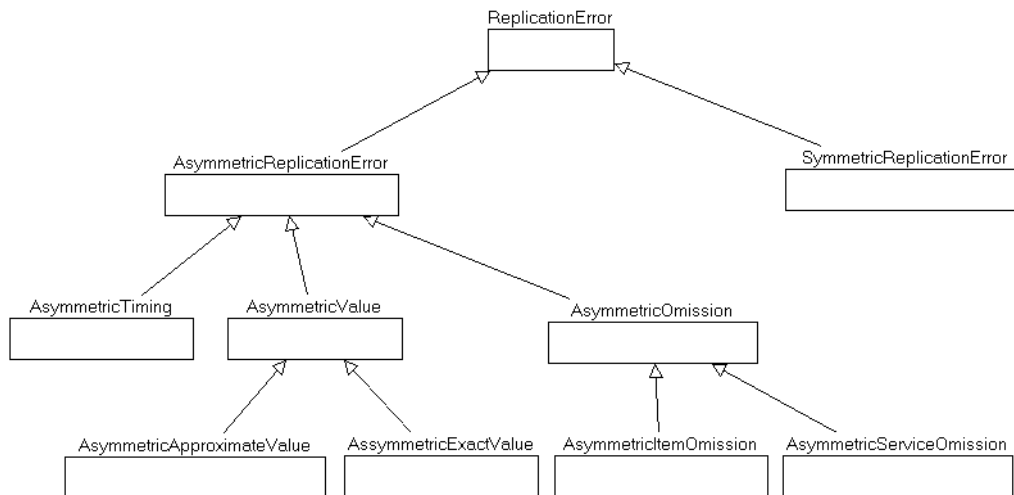 ReplicationError
AsymmetricReplicationError
SymmetricReplicationError
AsymmetricTiming
AsymmetricValue
AsymmetricOmission
AsymmetricApproximateValue
AssymmetricExactValue
AsymmetricItemOmission
AsymmetricServiceOmission